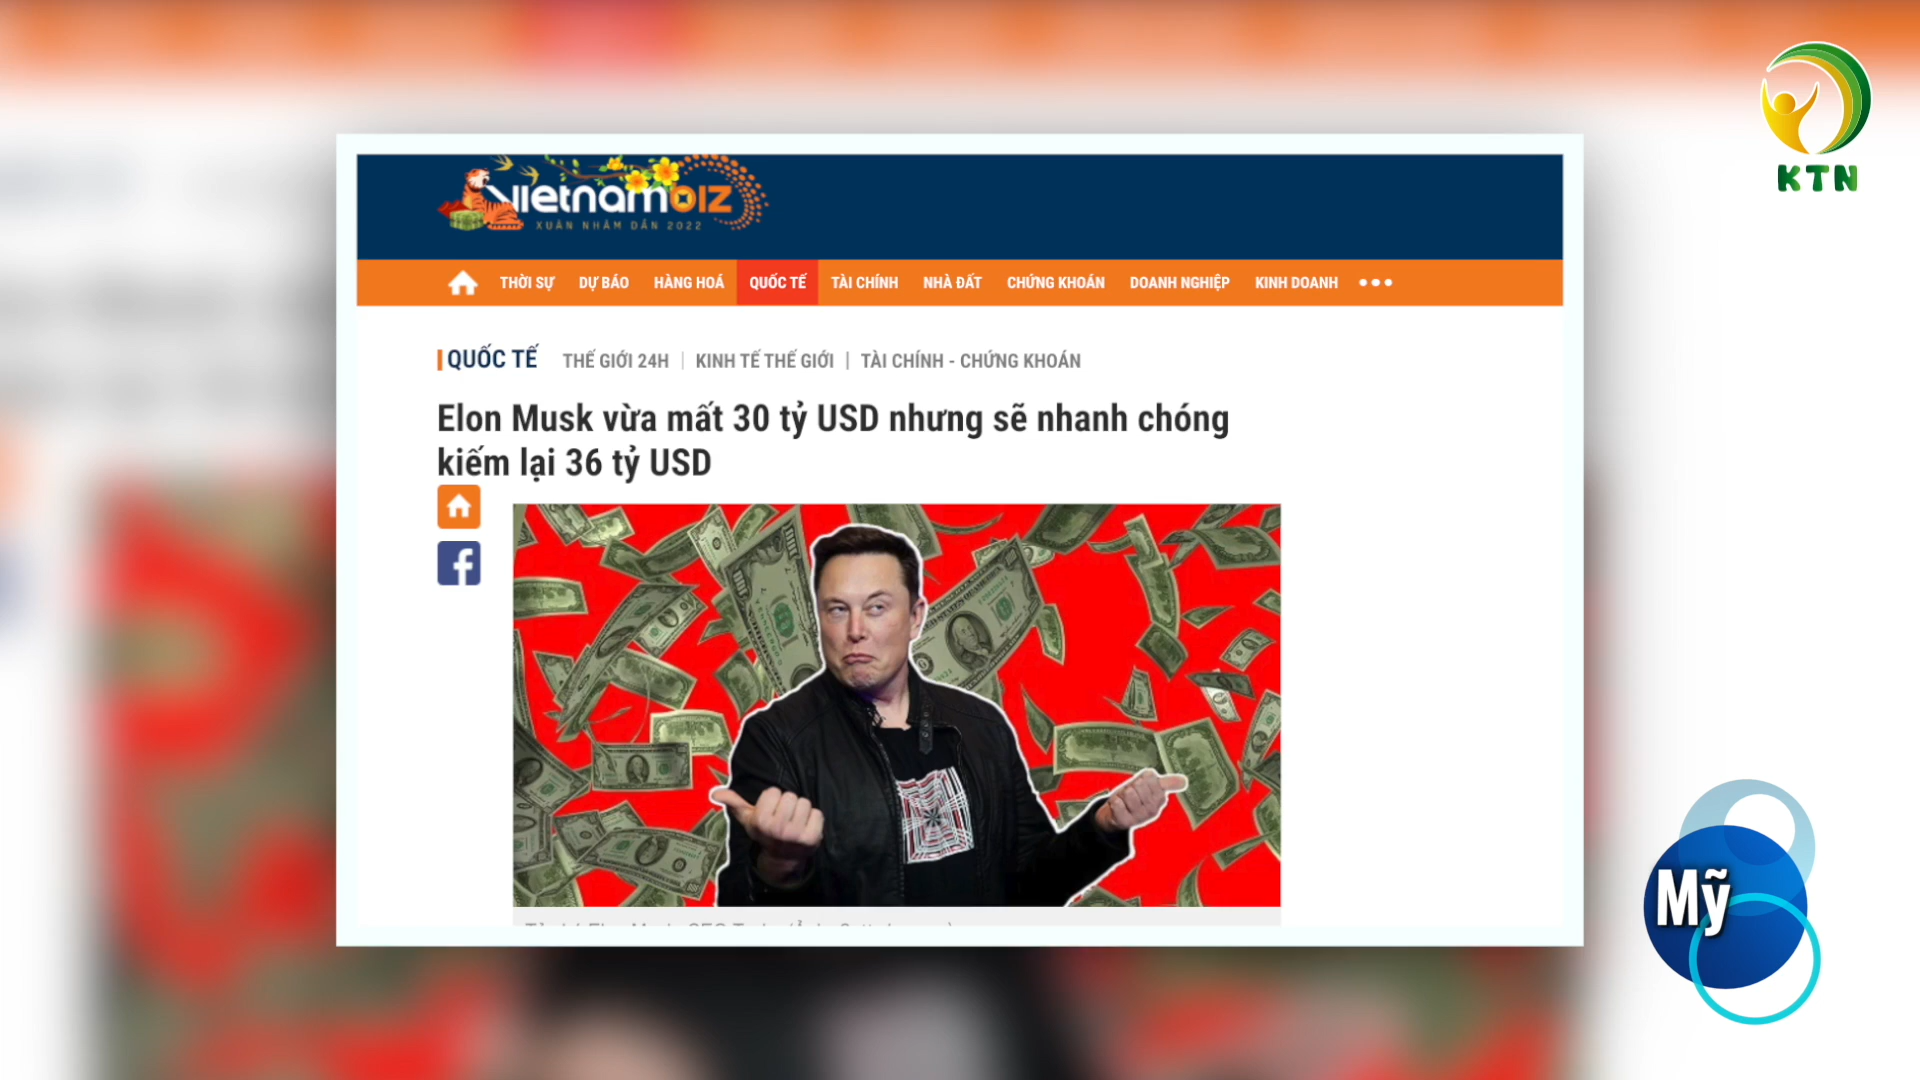 KTN
vietnambiz
XUÂN NHÂM DẦN 2022
THỜI SỰ DỰ BÁO HÀNG HOÁ QUỐC TẾ TÀI CHÍNH NHÀ ĐẤT CHỨNG KHOÁN DOANH NGHIỆP KINH DOANH
QUỐC TẾ THẾ GIỚI 24H | KINH TẾ THẾ GIỚI | TÀI CHÍNH - CHỨNG KHOÁN
Elon Musk vừa mất 30 tỷ USD nhưng sẽ nhanh chóng
kiếm lại 36 tỷ USD
Mỹ